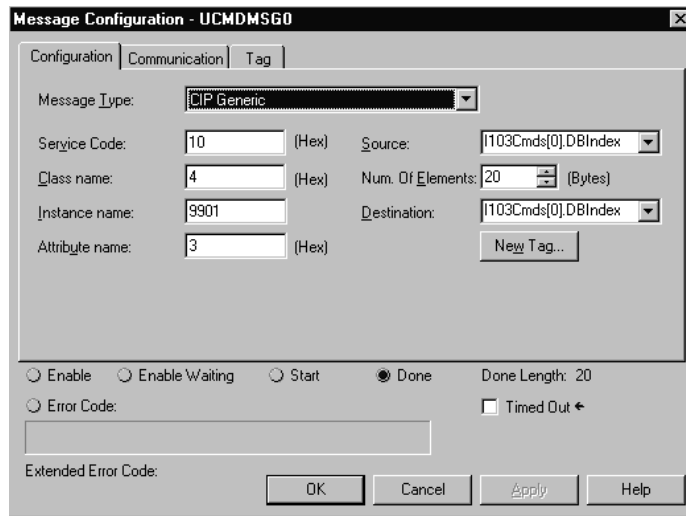 Message Configuration - UCMDMSG0
Configuration Communication Tag
Message Type: CIP Generic
Service Code: 10 (Hex) Source: I103Cmds[0].DBIndex
Class name: 4 (Hex) Num. Of Elements: 20 (Bytes)
Instance name: 9901 Destination: I103Cmds[0].DBIndex
Attribute name: 3 (Hex) New Tag...
Enable Enable Waiting Start Done Done Length: 20
Error Code: Timed Out ←
Extended Error Code:
OK Cancel Apply Help